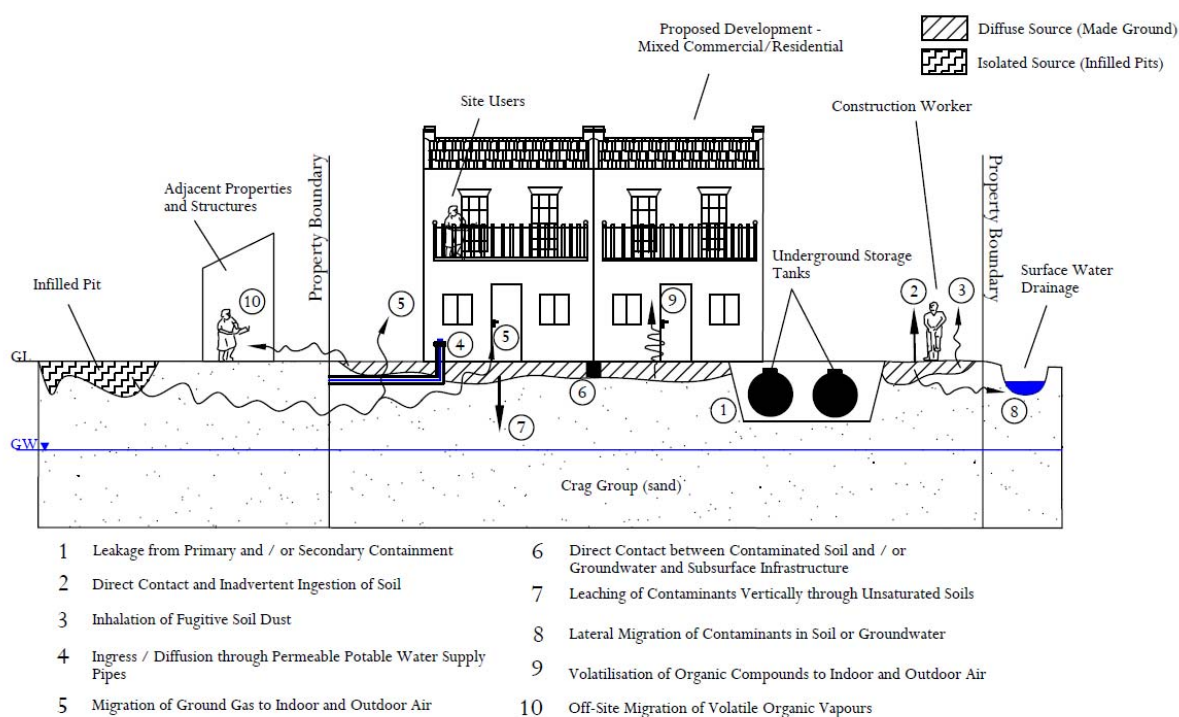 Proposed Development -
Mixed Commercial/Residential
Diffuse Source (Made Ground)
Isolated Source (Infilled Pits)
Site Users
Construction Worker
Adjacent Properties
and Structures
Property Boundary
Property Boundary
Underground Storage
Tanks
Surface Water
Drainage
Infilled Pit
10
5
9
2
3
4
5
GL
6
1
8
7
GW
Crag Group (sand)
1 Leakage from Primary and / or Secondary Containment
2 Direct Contact and Inadvertent Ingestion of Soil
3 Inhalation of Fugitive Soil Dust
4 Ingress / Diffusion through Permeable Potable Water Supply
Pipes
5 Migration of Ground Gas to Indoor and Outdoor Air
6 Direct Contact between Contaminated Soil and / or
Groundwater and Subsurface Infrastructure
7 Leaching of Contaminants Vertically through Unsaturated Soils
8 Lateral Migration of Contaminants in Soil or Groundwater
9 Volatilisation of Organic Compounds to Indoor and Outdoor Air
10 Off-Site Migration of Volatile Organic Vapours